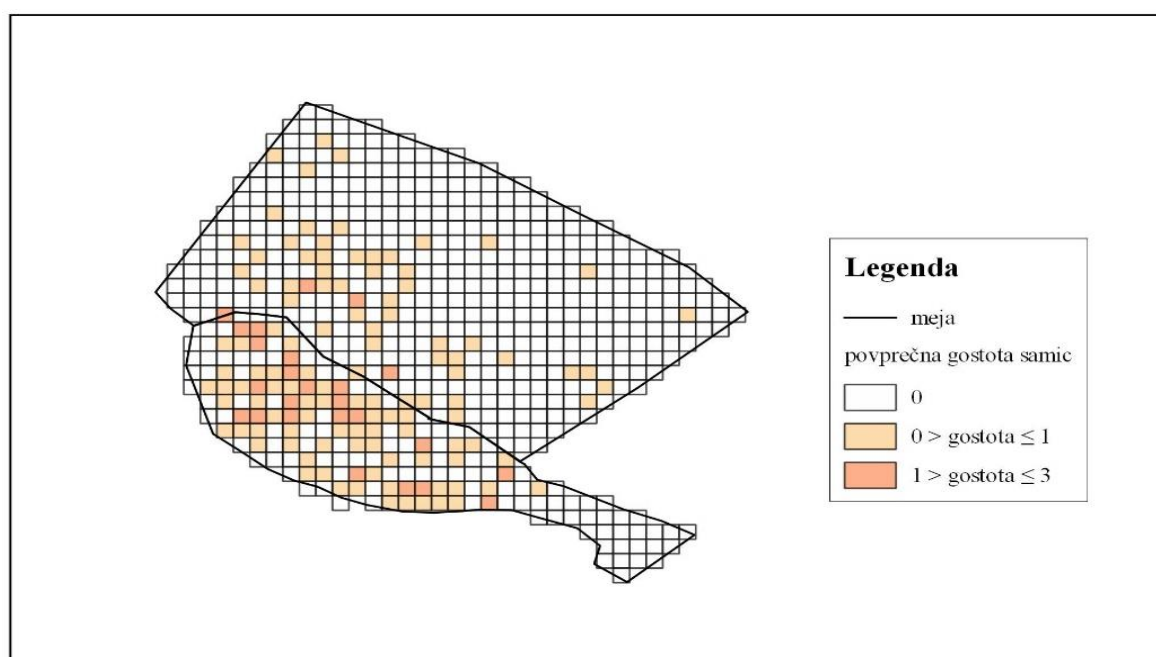 Legenda
meja
povprečna gostota samic
0
0 > gostota ≤ 1
1 > gostota ≤ 3